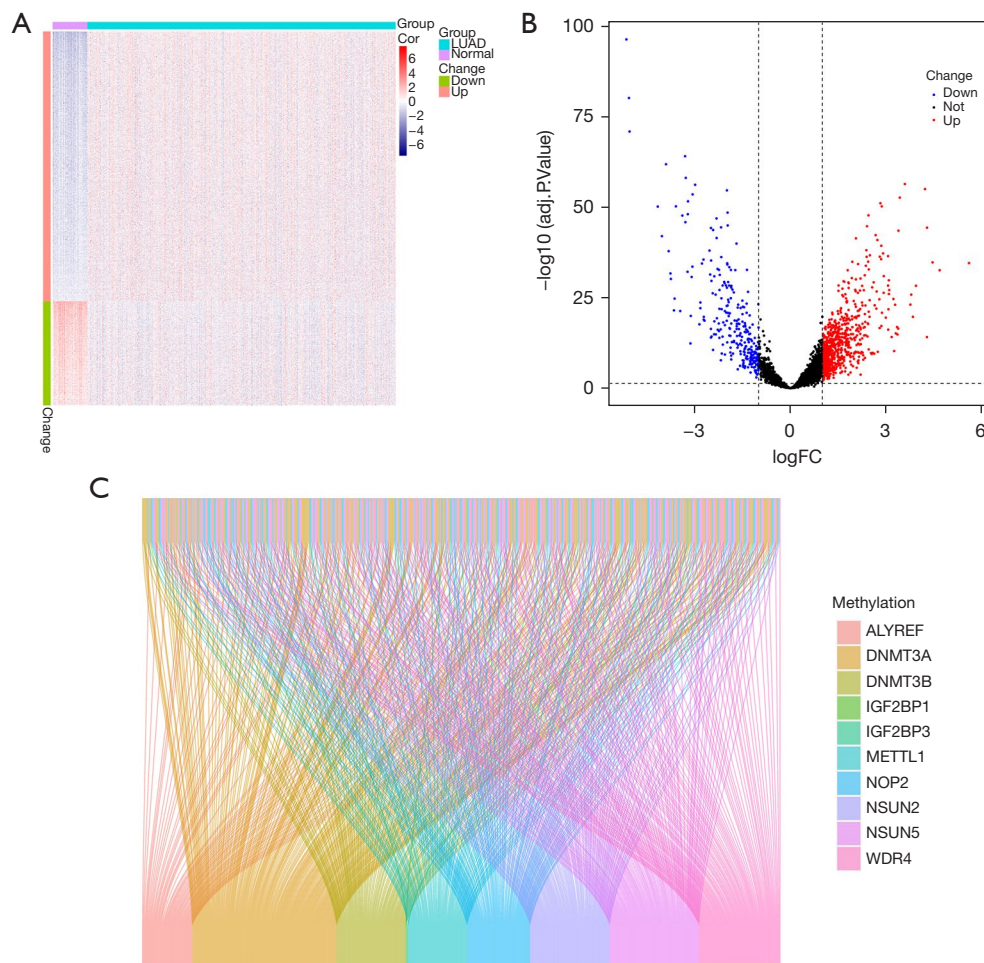 A
Group
Cor
6
4
2
0
−2
−4
−6
Group
LUAD
Normal
Change
Down
Up
Change
B
100
75
50
25
0
−log10 (adj.P.Value)
−3
0
3
6
logFC
Change
Down
Not
Up
C
Methylation
ALYREF
DNMT3A
DNMT3B
IGF2BP1
IGF2BP3
METTL1
NOP2
NSUN2
NSUN5
WDR4